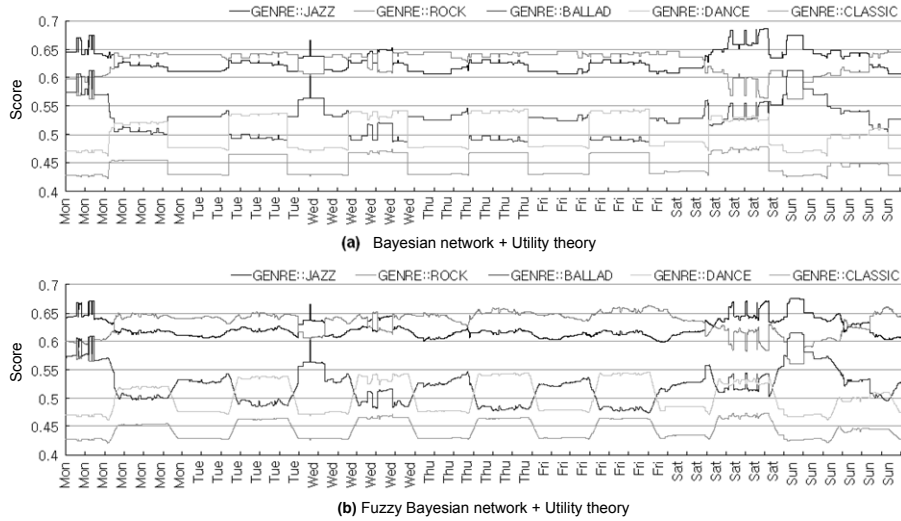 GENRE::JAZZ GENRE::ROCK GENRE::BALLAD GENRE::DANCE GENRE::CLASSIC
0.7
0.65
0.6
0.55
0.5
0.45
0.4
Score
Mon Mon Mon Mon Mon Mon Mon Tue Tue Tue Tue Tue Tue Wed Wed Wed Wed Wed Wed Thu Thu Thu Thu Thu Thu Fri Fri Fri Fri Fri Fri Sat Sat Sat Sat Sat Sat Sun Sun Sun Sun Sun Sun
(a) Bayesian network + Utility theory
GENRE::JAZZ GENRE::ROCK GENRE::BALLAD GENRE::DANCE GENRE::CLASSIC
0.7
0.65
0.6
0.55
0.5
0.45
0.4
Score
Mon Mon Mon Mon Mon Mon Mon Tue Tue Tue Tue Tue Tue Wed Wed Wed Wed Wed Wed Thu Thu Thu Thu Thu Thu Fri Fri Fri Fri Fri Fri Sat Sat Sat Sat Sat Sat Sun Sun Sun Sun Sun Sun
(b) Fuzzy Bayesian network + Utility theory